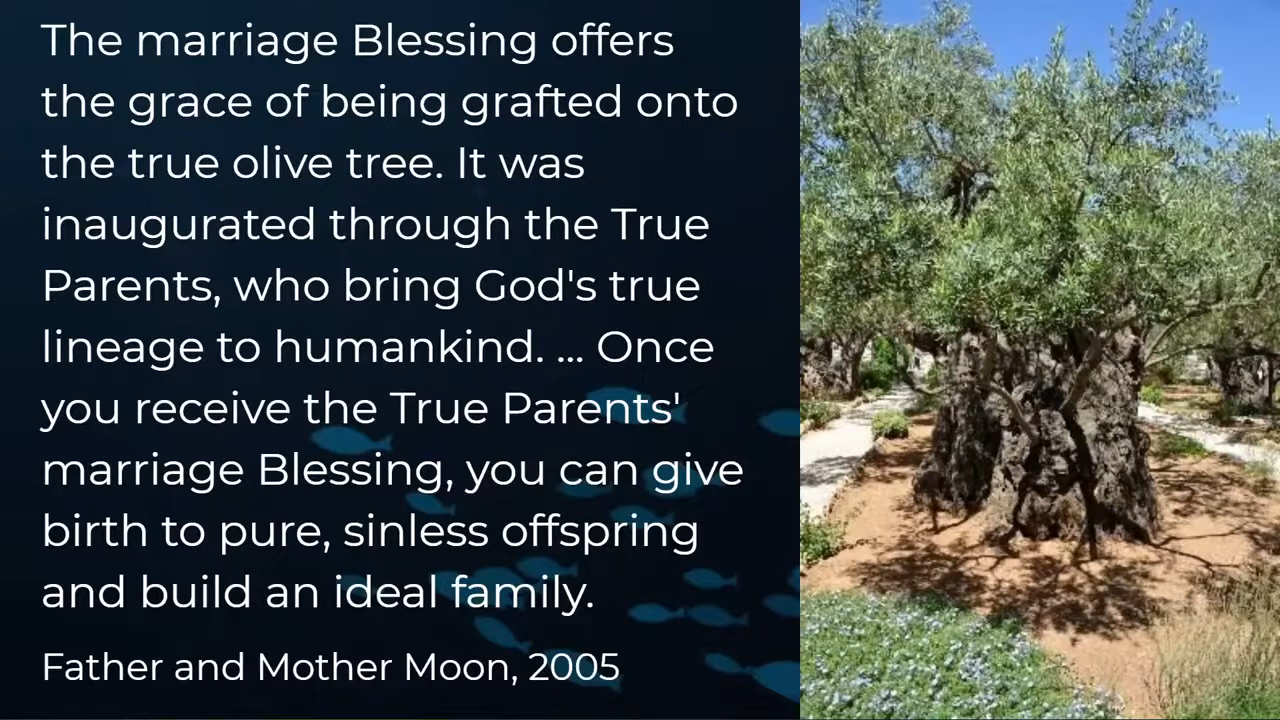 The marriage Blessing offers
the grace of being grafted onto
the true olive tree. It was
inaugurated through the True
Parents, who bring God's true
lineage to humankind. ... Once
you receive the True Parents'
marriage Blessing, you can give
birth to pure, sinless offspring
and build an ideal family.
Father and Mother Moon, 2005